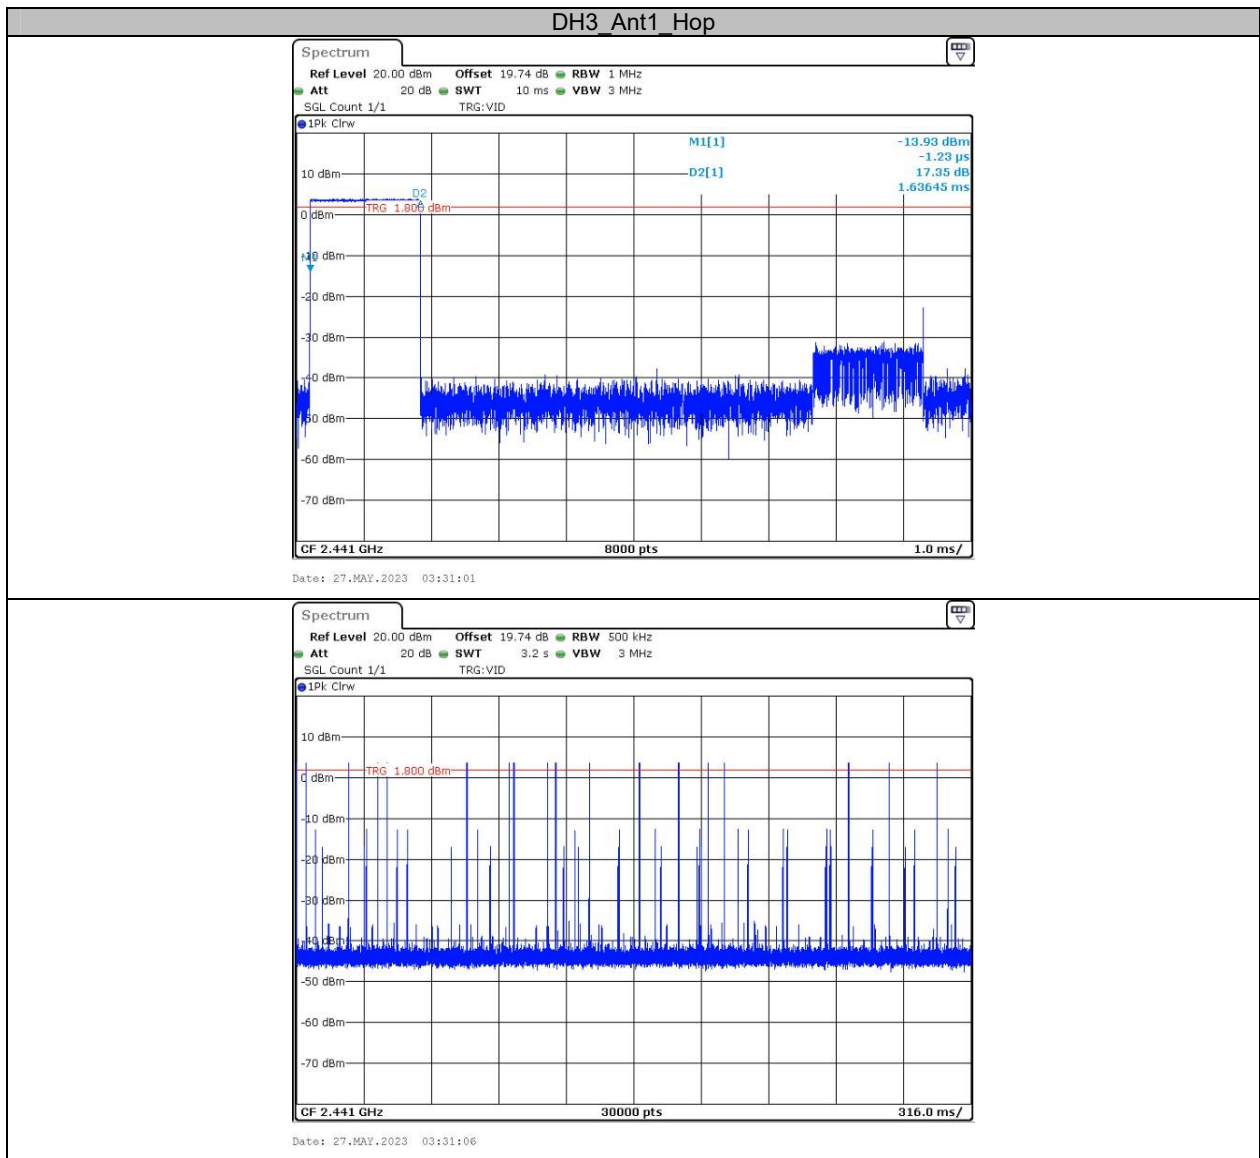 DH3_Ant1_Hop
Spectrum
Ref Level 20.00 dBm Offset 19.74 dB RBW 1 MHz
Att 20 dB SWT 10 ms VBW 3 MHz
SGL Count 1/1 TRG:VID
1Pk Clrw
M1[1] -13.93 dBm
-1.23 µs
D2[1] 17.35 dB
1.63645 ms
10 dBm
D2
TRG 1.800 dBm
0 dBm
-10 dBm
-20 dBm
-30 dBm
-40 dBm
-50 dBm
-60 dBm
-70 dBm
CF 2.441 GHz 8000 pts 1.0 ms/
Date: 27.MAY.2023 03:31:01
Spectrum
Ref Level 20.00 dBm Offset 19.74 dB RBW 500 kHz
Att 20 dB SWT 3.2 s VBW 3 MHz
SGL Count 1/1 TRG:VID
1Pk Clrw
10 dBm
TRG 1.800 dBm
0 dBm
-10 dBm
-20 dBm
-30 dBm
-40 dBm
-50 dBm
-60 dBm
-70 dBm
CF 2.441 GHz 30000 pts 316.0 ms/
Date: 27.MAY.2023 03:31:06